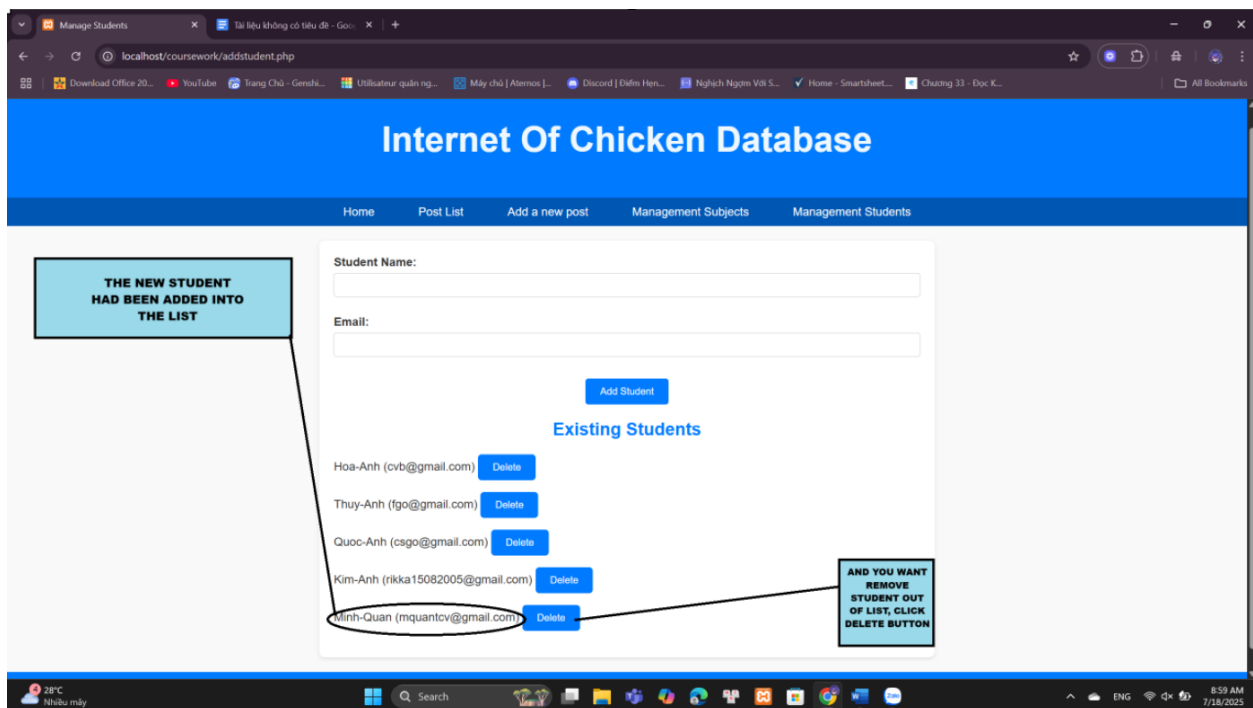 Manage Students
Tài liệu không có tiêu đề - Goo
localhost/coursework/addstudent.php
Download Office 20...
YouTube
Trang Chủ - Genshi...
Utilisateur quản ng...
Máy chủ | Aternos |...
Discord | Điểm Hẹn...
Nghịch Ngợm Với S...
Home - Smartsheet...
Chương 33 - Đọc K...
All Bookmarks
Internet Of Chicken Database
Home
Post List
Add a new post
Management Subjects
Management Students
THE NEW STUDENT
HAD BEEN ADDED INTO
THE LIST
Student Name:
Email:
Add Student
Existing Students
Hoa-Anh (cvb@gmail.com) Delete
Thuy-Anh (fgo@gmail.com) Delete
Quoc-Anh (csgo@gmail.com) Delete
Kim-Anh (rikka15082005@gmail.com) Delete
Minh-Quan (mquantcv@gmail.com) Delete
AND YOU WANT
REMOVE
STUDENT OUT
OF LIST, CLICK
DELETE BUTTON
4
28°C
Nhiều mây
Search
Zalo
ENG
8:59 AM
7/18/2025